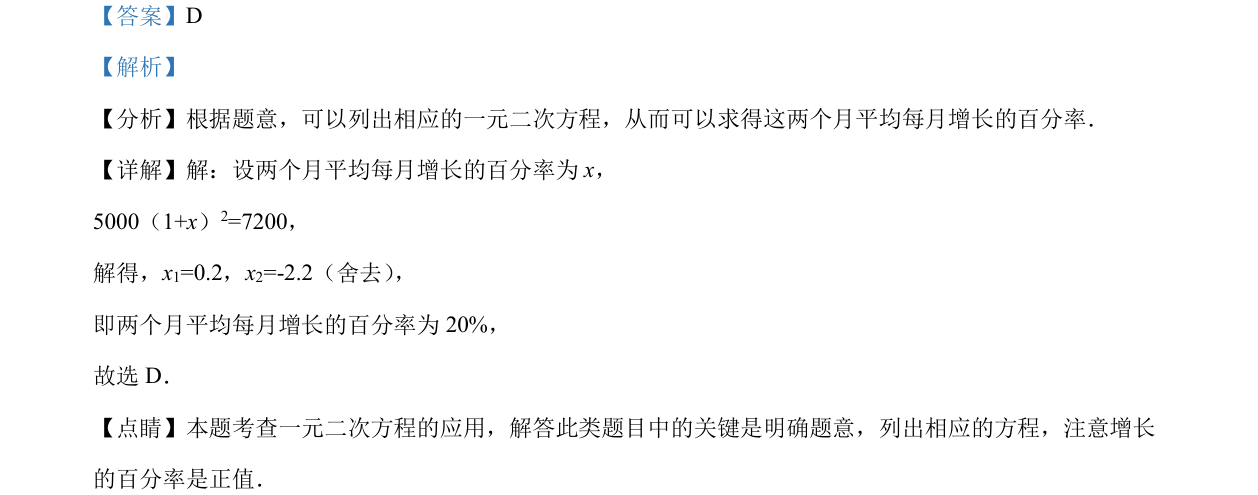 【答案】D
【解析】
【分析】根据题意，可以列出相应的一元二次方程，从而可以求得这两个月平均每月增长的百分率．
【详解】解：设两个月平均每月增长的百分率为 x，
5000（1+x）²=7200，
解得，x₁=0.2，x₂=-2.2（舍去），
即两个月平均每月增长的百分率为 20%，
故选 D．
【点睛】本题考查一元二次方程的应用，解答此类题目中的关键是明确题意，列出相应的方程，注意增长
的百分率是正值．